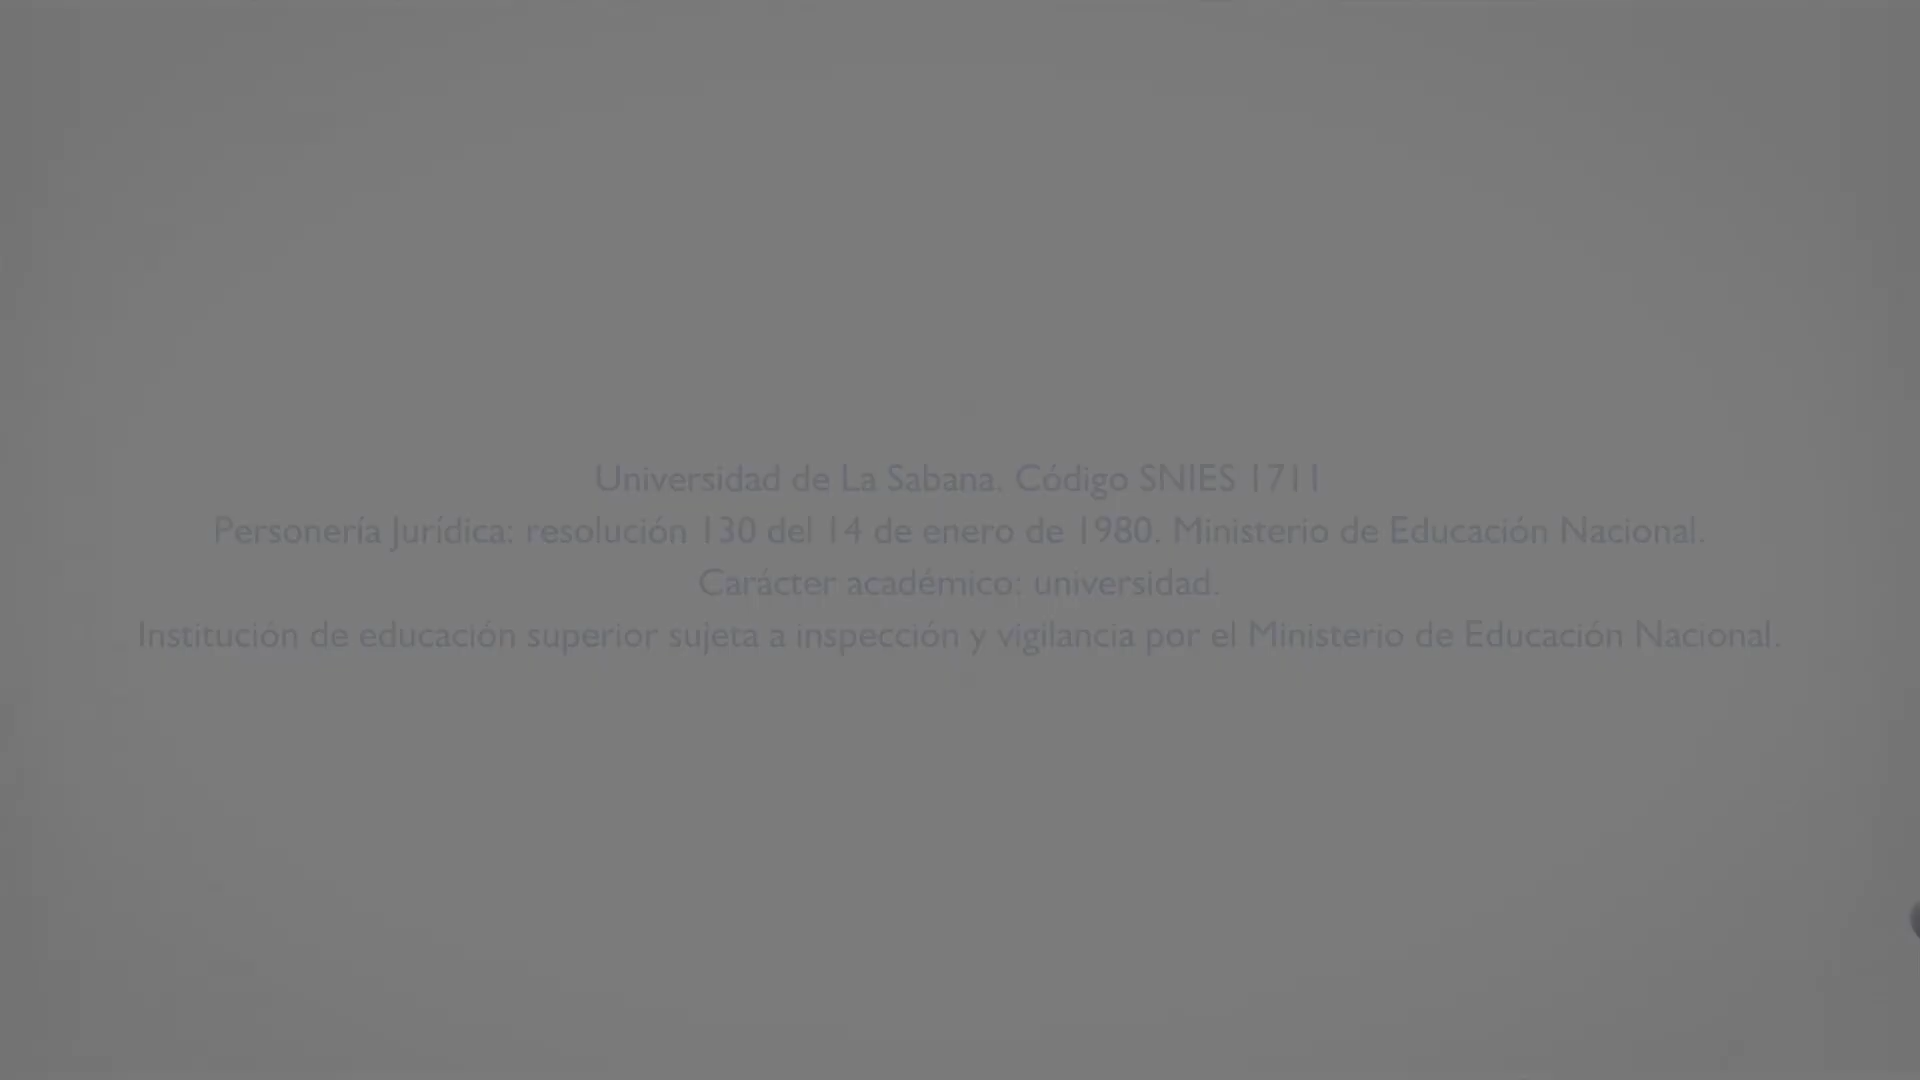 Universidad de La Sabana. Código SNIES 1711
Personería Jurídica: resolución 130 del 14 de enero de 1980. Ministerio de Educación Nacional.
Carácter académico: universidad.
Institución de educación superior sujeta a inspección y vigilancia por el Ministerio de Educación Nacional.